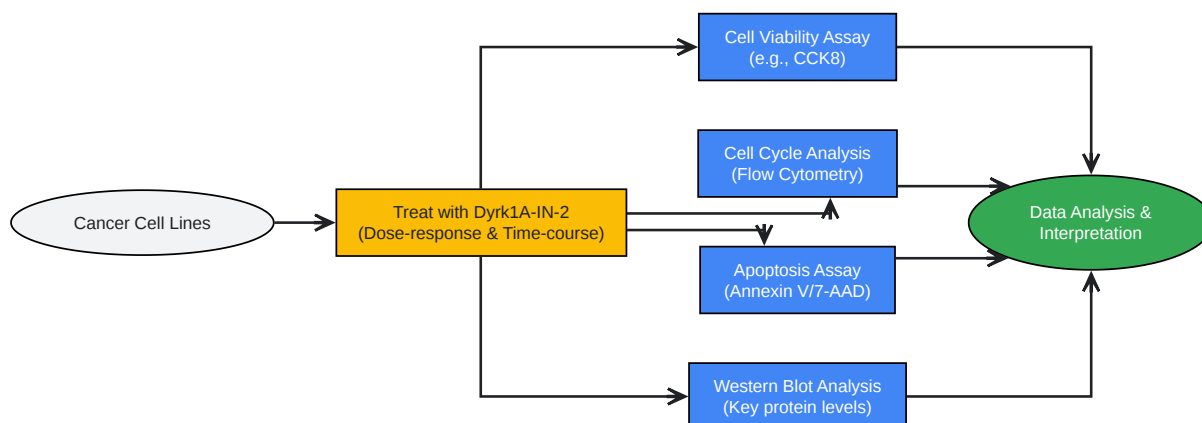 Cancer Cell Lines
Treat with Dyrk1A-IN-2
(Dose-response & Time-course)
Cell Viability Assay
(e.g., CCK8)
Cell Cycle Analysis
(Flow Cytometry)
Apoptosis Assay
(Annexin V/7-AAD)
Western Blot Analysis
(Key protein levels)
Data Analysis &
Interpretation